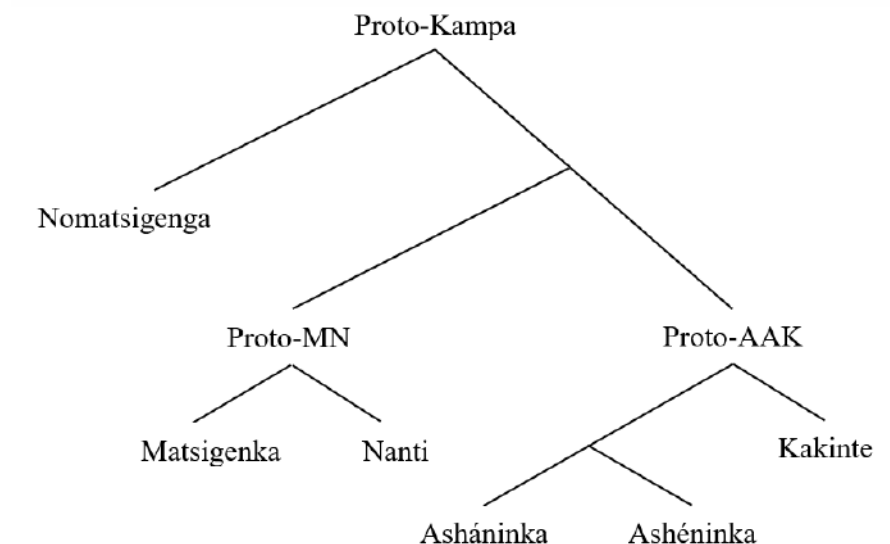 Proto-Kampa
Nomatsigenga
Proto-MN
Proto-AAK
Matsigenka
Nanti
Kakinte
Asháninka
Ashéninka